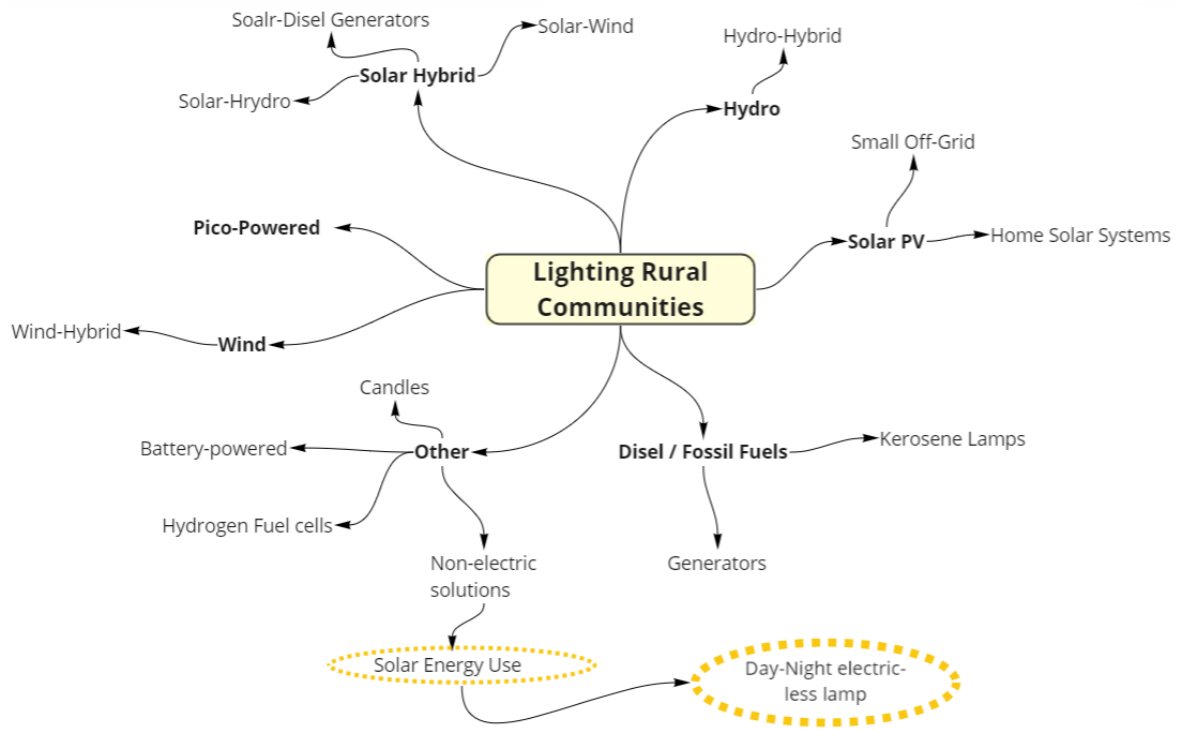 Soalr-Disel Generators
Solar-Wind
Hydro-Hybrid
Solar Hybrid
Solar-Hrydro
Hydro
Small Off-Grid
Pico-Powered
Solar PV
Home Solar Systems
Lighting Rural
Communities
Wind-Hybrid
Wind
Candles
Battery-powered
Other
Disel / Fossil Fuels
Kerosene Lamps
Hydrogen Fuel cells
Non-electric
solutions
Generators
Solar Energy Use
Day-Night electric-
less lamp